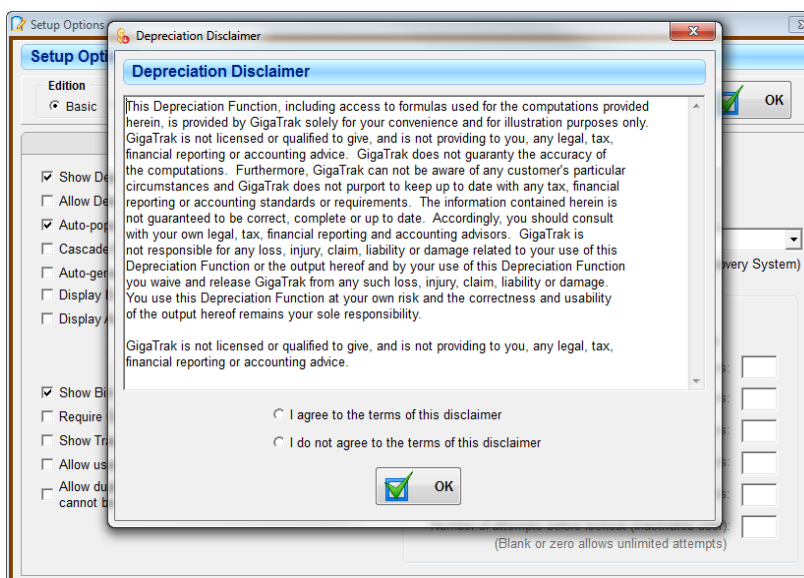 Setup Options
Depreciation Disclaimer
Setup Opti
Depreciation Disclaimer
Edition
Basic
OK
This Depreciation Function, including access to formulas used for the computations provided
herein, is provided by GigaTrak solely for your convenience and for illustration purposes only.
GigaTrak is not licensed or qualified to give, and is not providing to you, any legal, tax,
financial reporting or accounting advice.  GigaTrak does not guaranty the accuracy of
the computations.  Furthermore, GigaTrak can not be aware of any customer's particular
circumstances and GigaTrak does not purport to keep up to date with any tax, financial
reporting or accounting standards or requirements.  The information contained herein is
not guaranteed to be correct, complete or up to date.  Accordingly, you should consult
with your own legal, tax, financial reporting and accounting advisors.  GigaTrak is
not responsible for any loss, injury, claim, liability or damage related to your use of this
Depreciation Function or the output hereof and by your use of this Depreciation Function
you waive and release GigaTrak from any such loss, injury, claim, liability or damage.
You use this Depreciation Function at your own risk and the correctness and usability
of the output hereof remains your sole responsibility.
GigaTrak is not licensed or qualified to give, and is not providing to you, any legal, tax,
financial reporting or accounting advice.
I agree to the terms of this disclaimer
I do not agree to the terms of this disclaimer
OK
Show De
Allow De
Auto-pop
Cascade
Auto-gen
Display
Display A
Show Bi
Require
Show Tra
Allow us
Allow du
cannot b
very System)
(Blank or zero allows unlimited attempts)